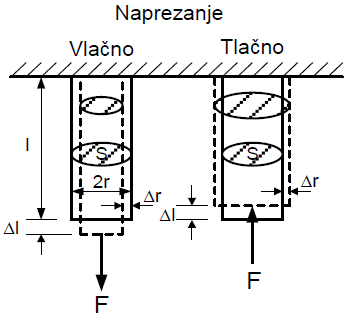 Naprezanje
Vlačno Tlačno
l
S S
2r
Δr Δr
Δl Δl
F F